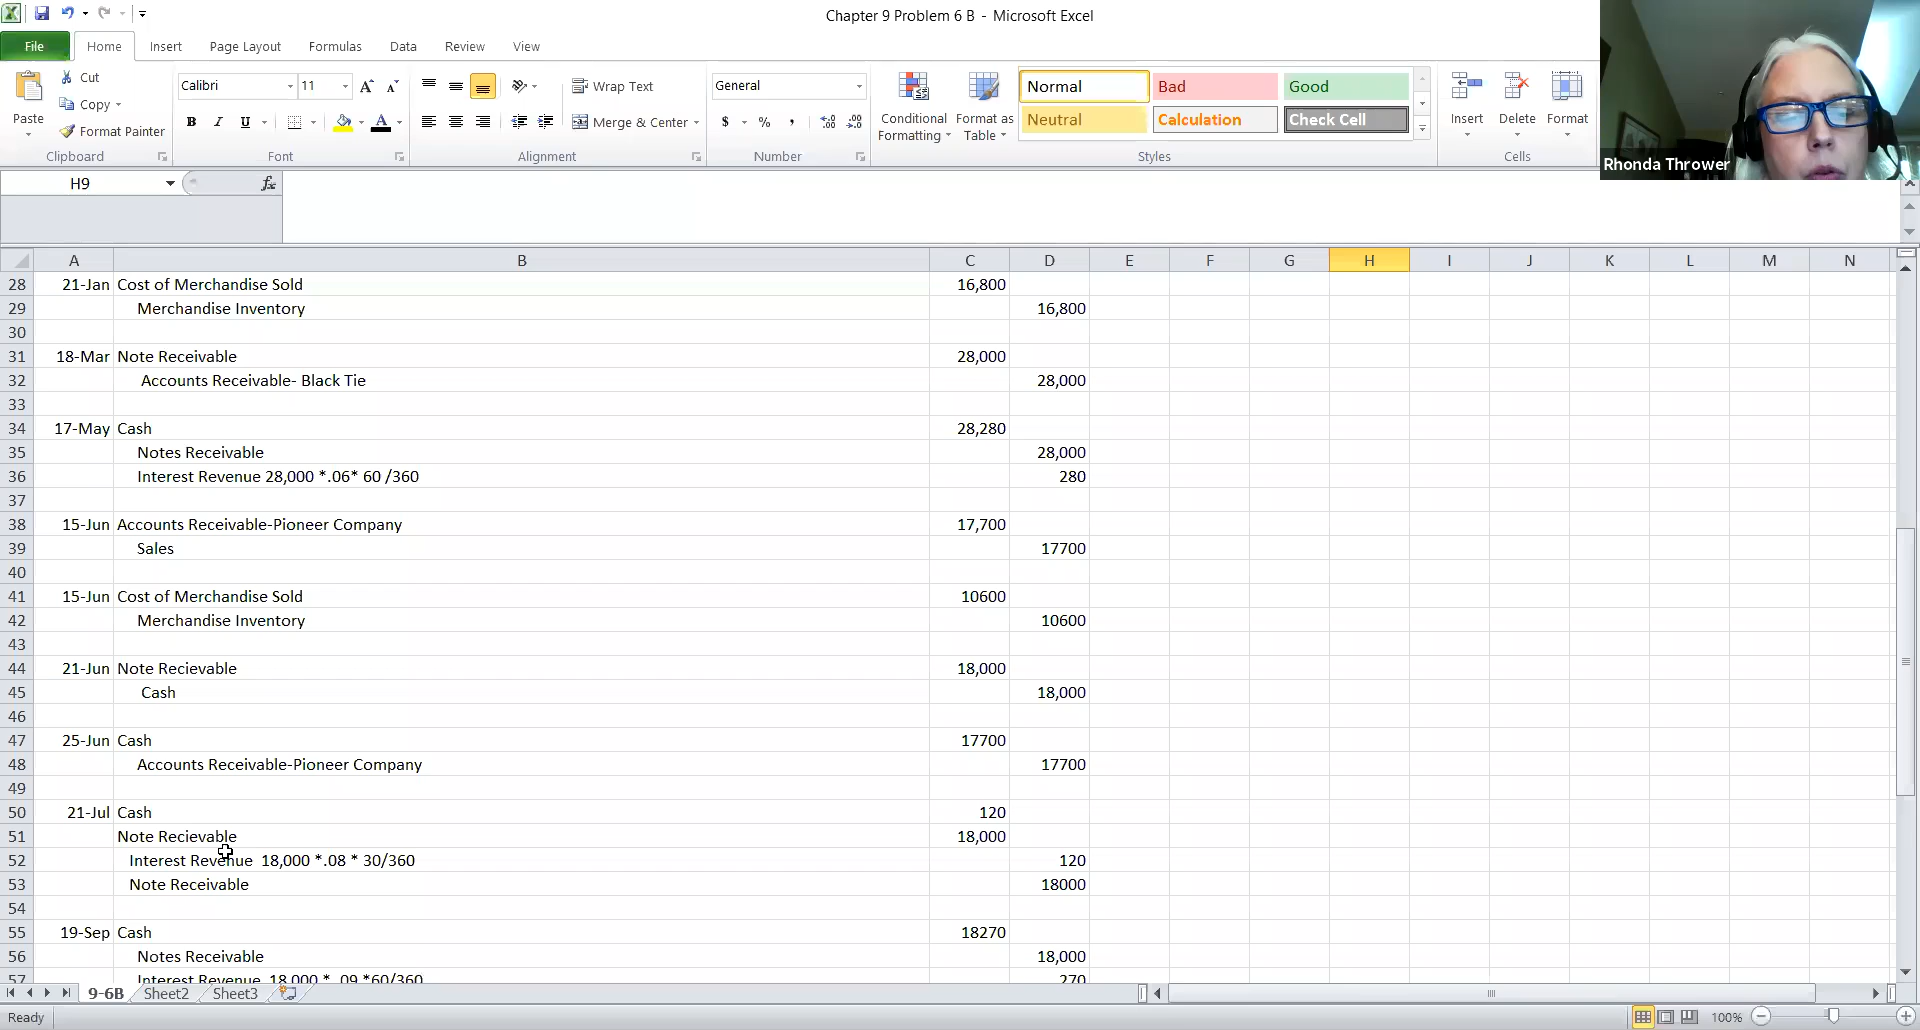 Chapter 9 Problem 6 B - Microsoft Excel
File Home Insert Page Layout Formulas Data Review View
Paste
Cut
Copy
Format Painter
Clipboard
Calibri 11 A A
B I U A
Font
Wrap Text
Merge & Center
Alignment
General
$ % , .0 .00 .00 .0
Number
Conditional Formatting
Format as Table
Normal Bad Good
Neutral Calculation Check Cell
Styles
Insert Delete Format
Cells
Rhonda Thrower
H9 fx
A B C D E F G H I J K L M N
28 21-Jan Cost of Merchandise Sold 16,800
29 Merchandise Inventory 16,800
30
31 18-Mar Note Receivable 28,000
32 Accounts Receivable- Black Tie 28,000
33
34 17-May Cash 28,280
35 Notes Receivable 28,000
36 Interest Revenue 28,000 *.06* 60 /360 280
37
38 15-Jun Accounts Receivable-Pioneer Company 17,700
39 Sales 17700
40
41 15-Jun Cost of Merchandise Sold 10600
42 Merchandise Inventory 10600
43
44 21-Jun Note Recievable 18,000
45 Cash 18,000
46
47 25-Jun Cash 17700
48 Accounts Receivable-Pioneer Company 17700
49
50 21-Jul Cash 120
51 Note Recievable 18,000
52 Interest Revenue 18,000 *.08 * 30/360 120
53 Note Receivable 18000
54
55 19-Sep Cash 18270
56 Notes Receivable 18,000
57 Interest Revenue 18,000 * .09 *60/360 270
9-6B Sheet2 Sheet3
Ready 100%